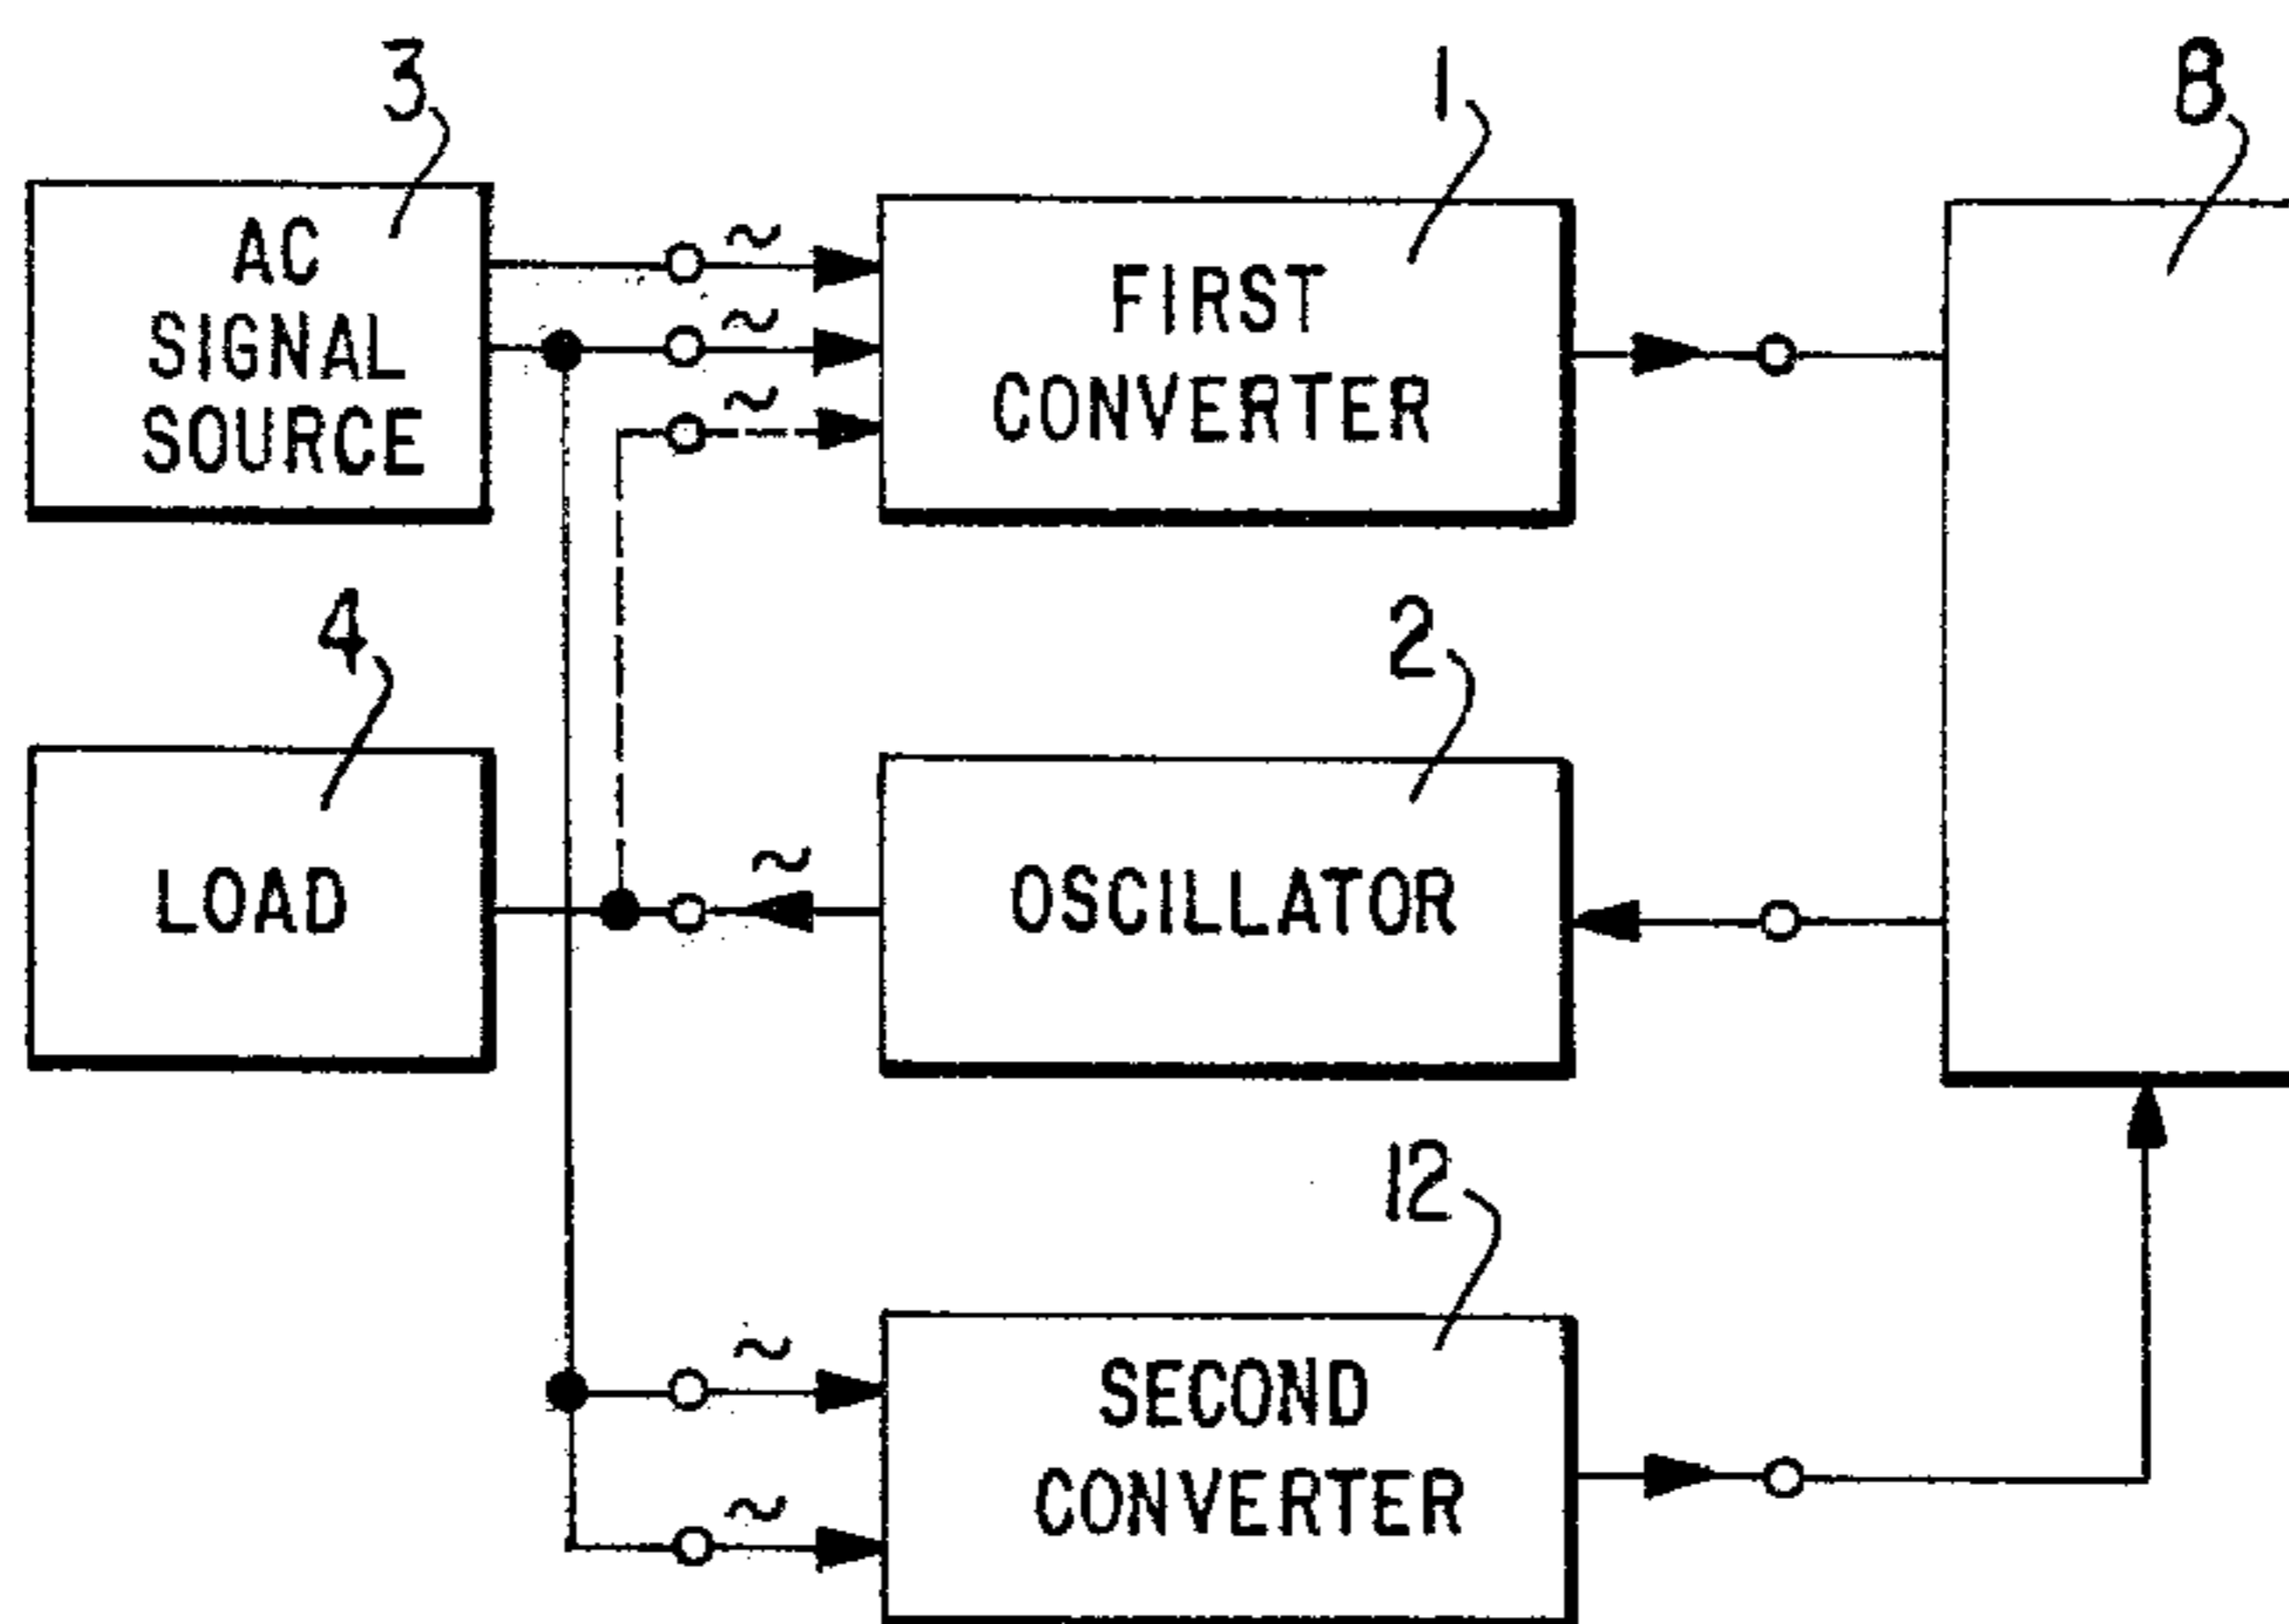 3
1
8
AC
SIGNAL
SOURCE
~
~
~
FIRST
CONVERTER
4
2
LOAD
~
OSCILLATOR
12
~
~
SECOND
CONVERTER